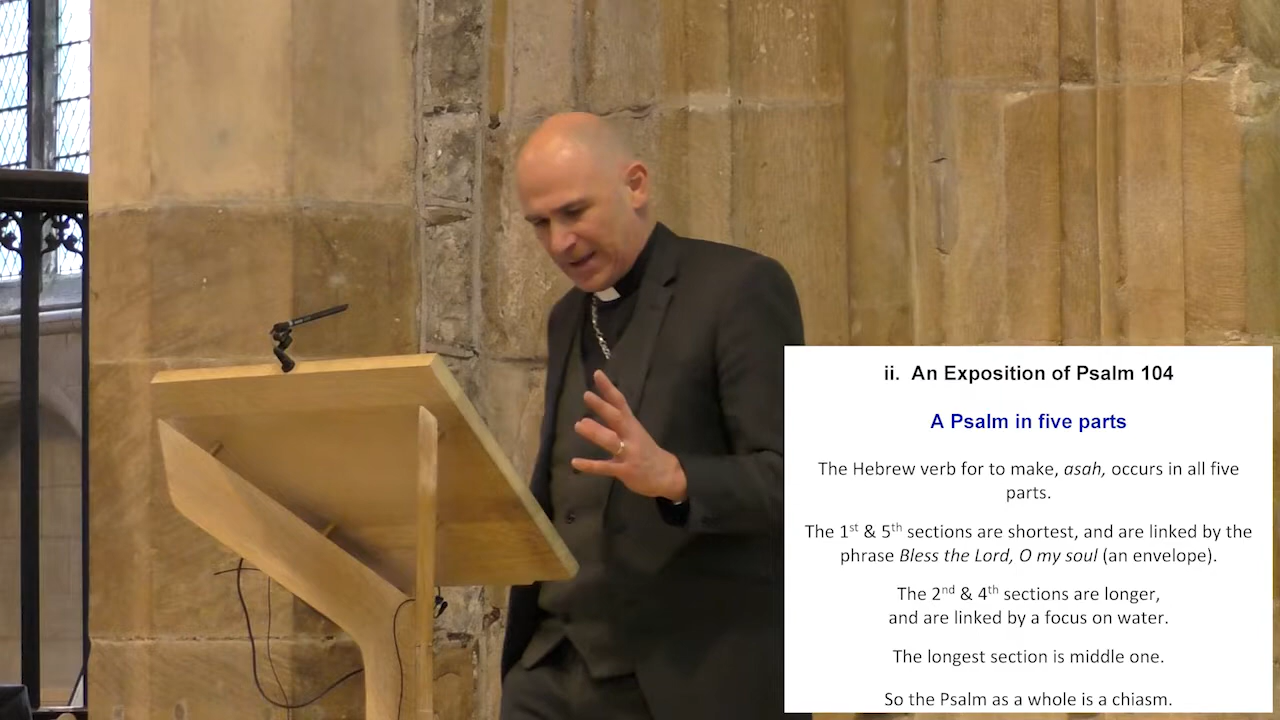 ii. An Exposition of Psalm 104
A Psalm in five parts
The Hebrew verb for to make, asah, occurs in all five
parts.
The 1st & 5th sections are shortest, and are linked by the
phrase Bless the Lord, O my soul (an envelope).
The 2nd & 4th sections are longer,
and are linked by a focus on water.
The longest section is middle one.
So the Psalm as a whole is a chiasm.